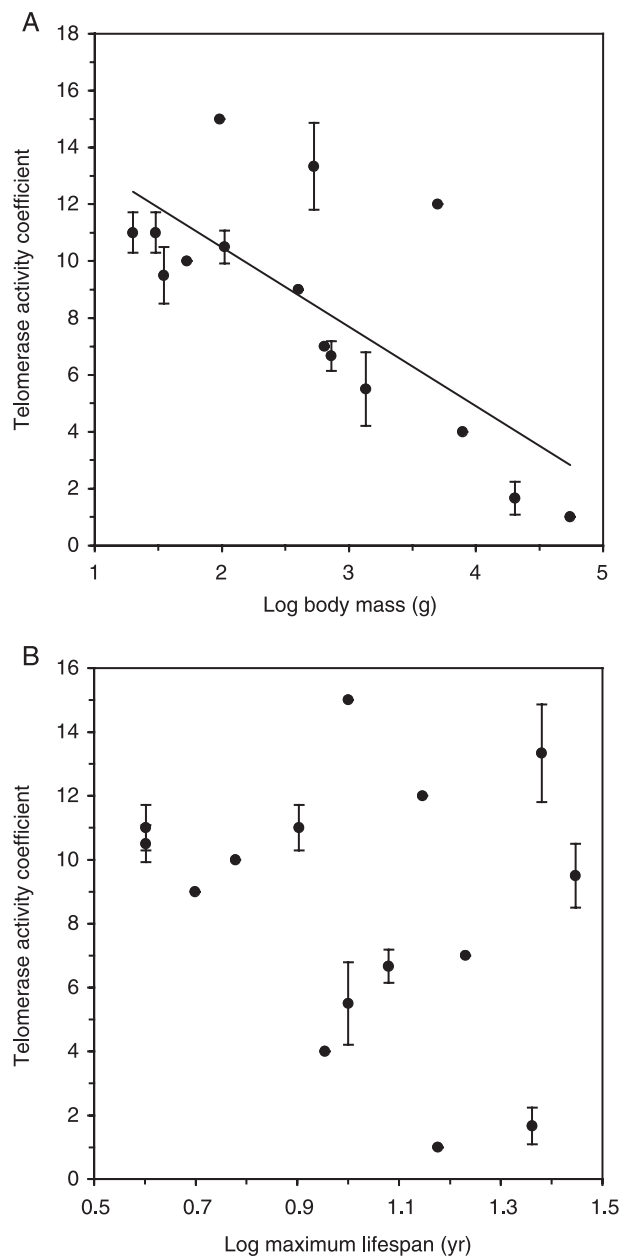 A
18
16
14
12
10
8
6
4
2
0
Telomerase activity coefficient
1 2 3 4 5
Log body mass (g)
B
16
14
12
10
8
6
4
2
0
Telomerase activity coefficient
0.5 0.7 0.9 1.1 1.3 1.5
Log maximum lifespan (yr)